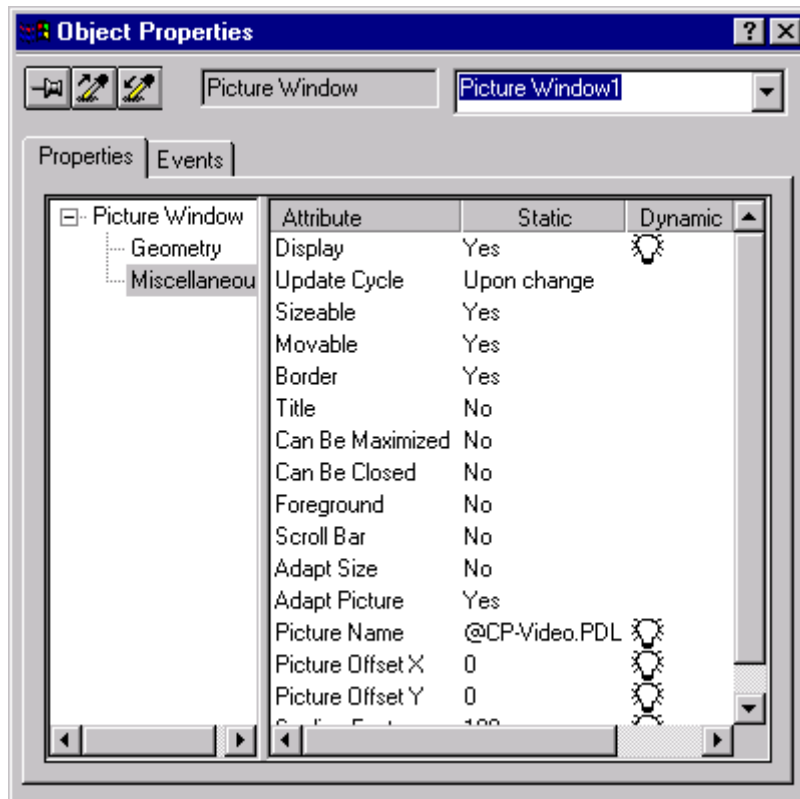 Object Properties
Picture Window Picture Window1
Properties Events
Picture Window
Geometry
Miscellaneou
Attribute Static Dynamic
Display Yes
Update Cycle Upon change
Sizeable Yes
Movable Yes
Border Yes
Title No
Can Be Maximized No
Can Be Closed No
Foreground No
Scroll Bar No
Adapt Size No
Adapt Picture Yes
Picture Name @CP-Video.PDL
Picture Offset X 0
Picture Offset Y 0